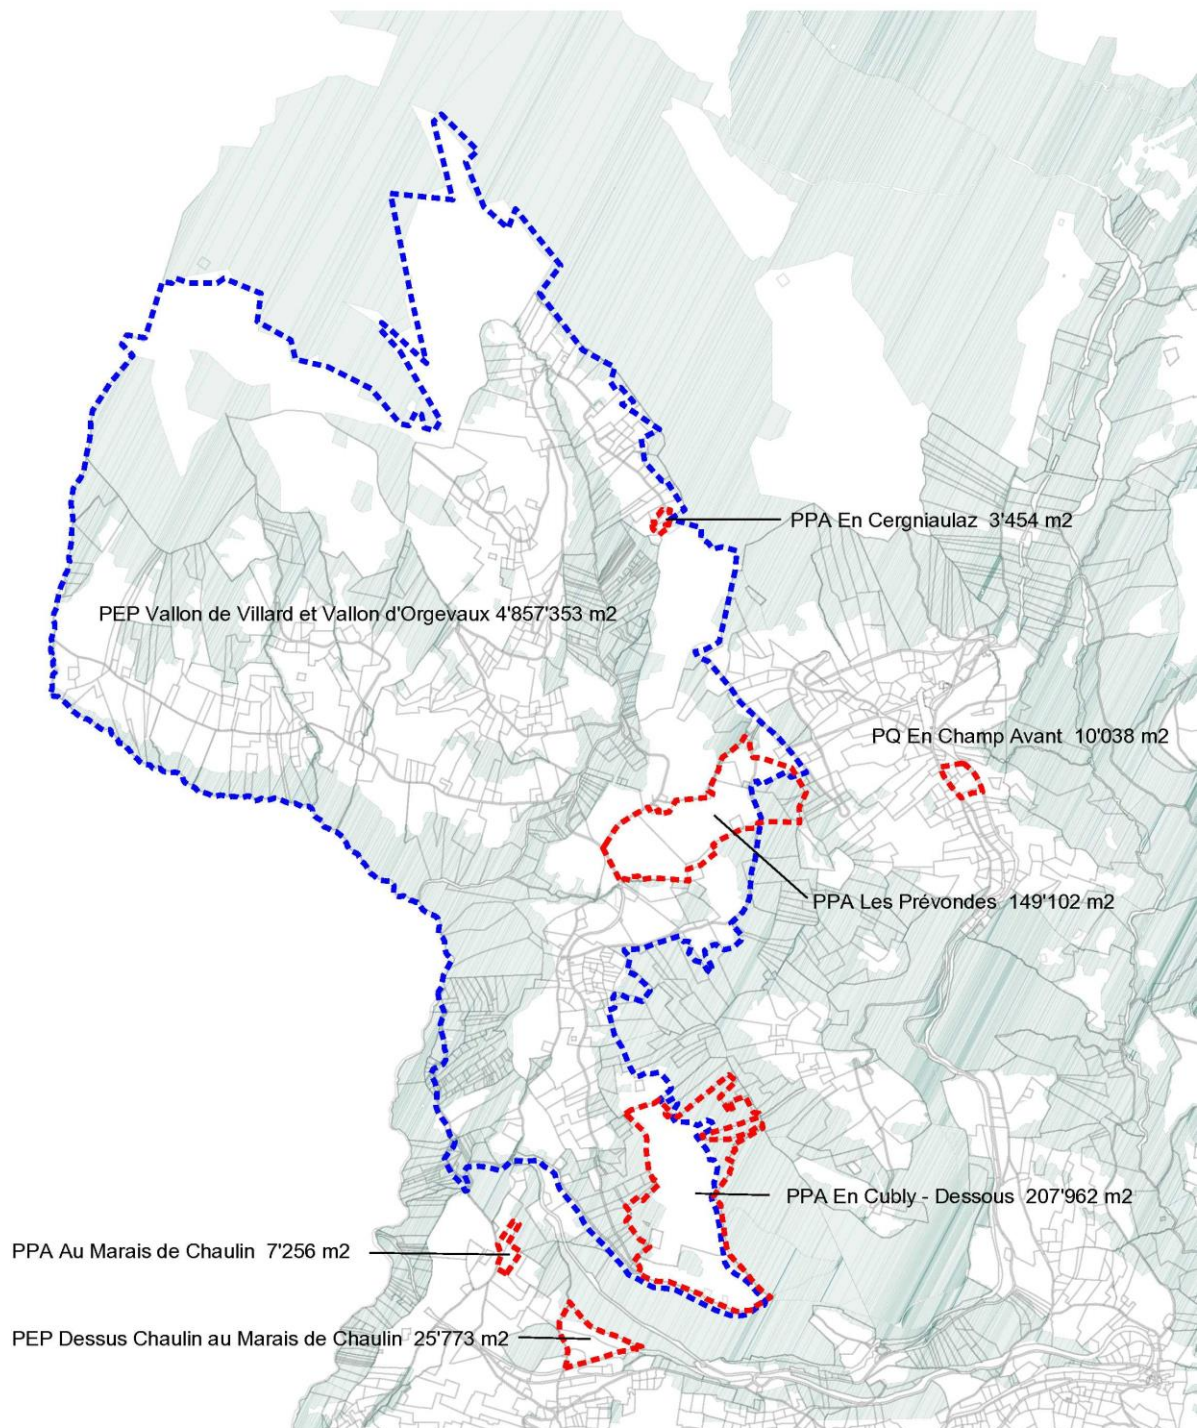 PPA En Cergniaulaz 3'454 m2
PEP Vallon de Villard et Vallon d'Orgevaux 4'857'353 m2
PQ En Champ Avant 10'038 m2
PPA Les Prévondes 149'102 m2
PPA En Cubly - Dessous 207'962 m2
PPA Au Marais de Chaulin 7'256 m2
PEP Dessus Chaulin au Marais de Chaulin 25'773 m2